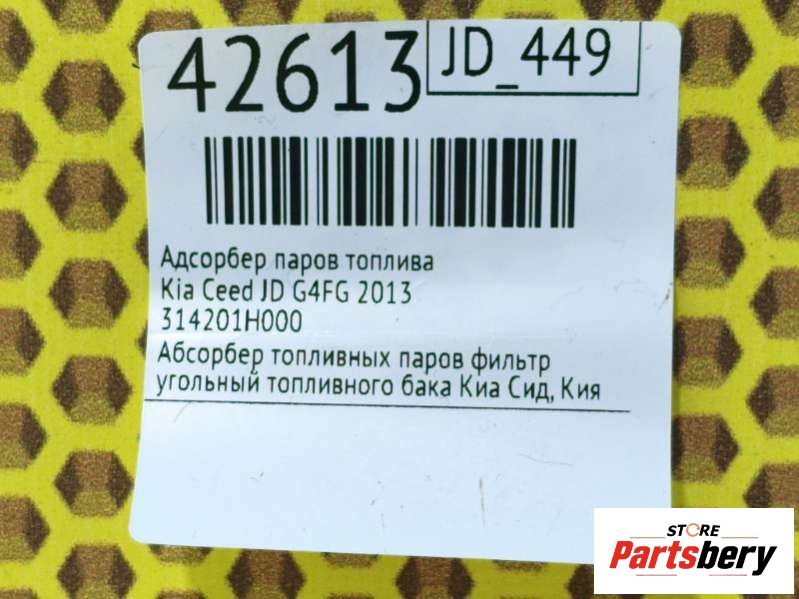 42613
JD_449
Адсорбер паров топлива
Kia Ceed JD G4FG 2013
314201H000
Абсорбер топливных паров фильтр
угольный топливного бака Киа Сид, Кия
STORE
Partsbery